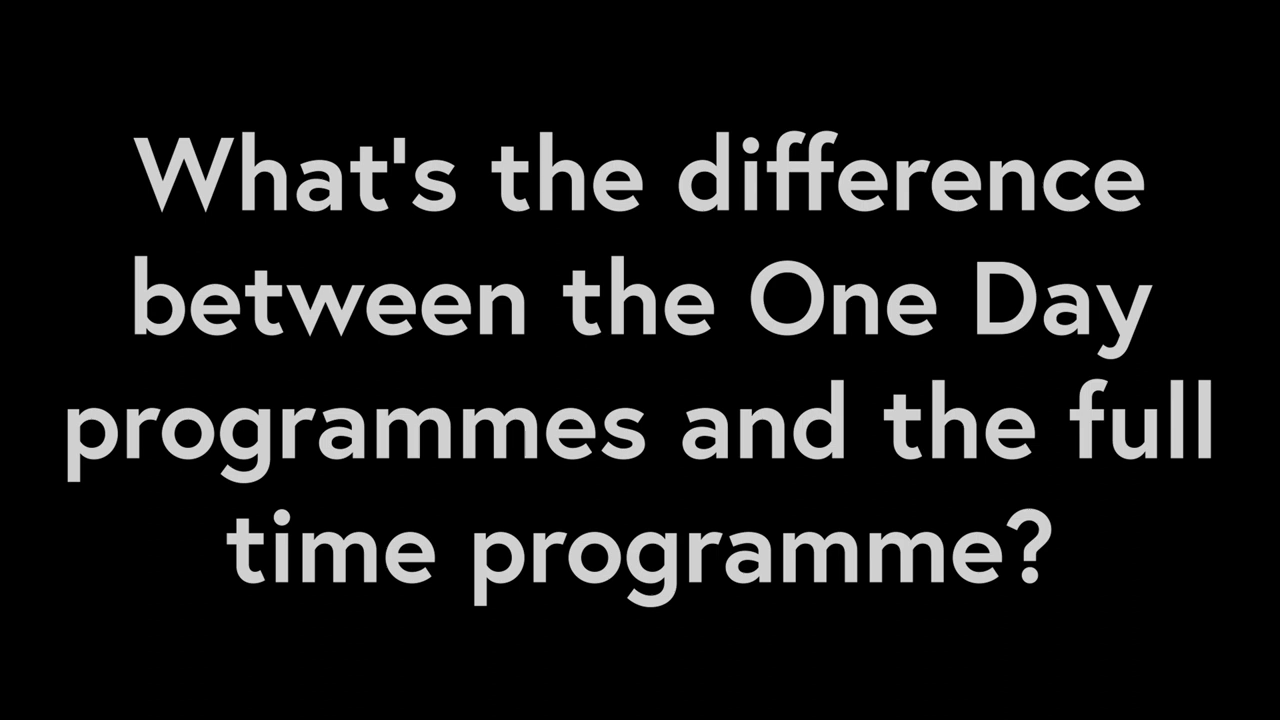 What's the difference
between the One Day
programmes and the full
time programme?